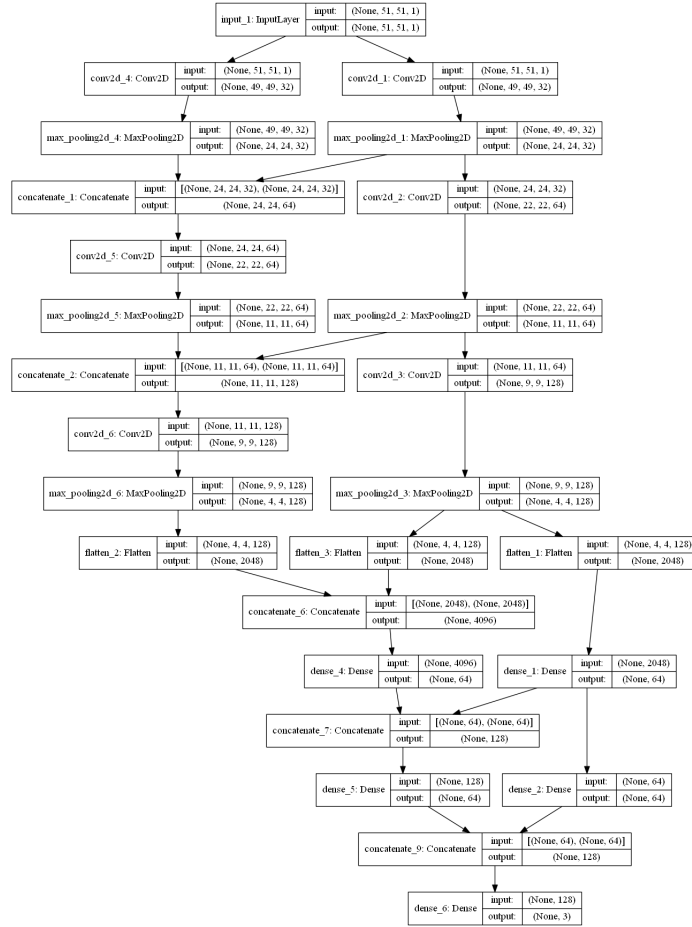 input_1: InputLayer
input: (None, 51, 51, 1)
output: (None, 51, 51, 1)
conv2d_4: Conv2D
input: (None, 51, 51, 1)
output: (None, 49, 49, 32)
conv2d_1: Conv2D
input: (None, 51, 51, 1)
output: (None, 49, 49, 32)
max_pooling2d_4: MaxPooling2D
input: (None, 49, 49, 32)
output: (None, 24, 24, 32)
max_pooling2d_1: MaxPooling2D
input: (None, 49, 49, 32)
output: (None, 24, 24, 32)
concatenate_1: Concatenate
input: [(None, 24, 24, 32), (None, 24, 24, 32)]
output: (None, 24, 24, 64)
conv2d_2: Conv2D
input: (None, 24, 24, 32)
output: (None, 22, 22, 64)
conv2d_5: Conv2D
input: (None, 24, 24, 64)
output: (None, 22, 22, 64)
max_pooling2d_5: MaxPooling2D
input: (None, 22, 22, 64)
output: (None, 11, 11, 64)
max_pooling2d_2: MaxPooling2D
input: (None, 22, 22, 64)
output: (None, 11, 11, 64)
concatenate_2: Concatenate
input: [(None, 11, 11, 64), (None, 11, 11, 64)]
output: (None, 11, 11, 128)
conv2d_3: Conv2D
input: (None, 11, 11, 64)
output: (None, 9, 9, 128)
conv2d_6: Conv2D
input: (None, 11, 11, 128)
output: (None, 9, 9, 128)
max_pooling2d_6: MaxPooling2D
input: (None, 9, 9, 128)
output: (None, 4, 4, 128)
max_pooling2d_3: MaxPooling2D
input: (None, 9, 9, 128)
output: (None, 4, 4, 128)
flatten_2: Flatten
input: (None, 4, 4, 128)
output: (None, 2048)
flatten_3: Flatten
input: (None, 4, 4, 128)
output: (None, 2048)
flatten_1: Flatten
input: (None, 4, 4, 128)
output: (None, 2048)
concatenate_6: Concatenate
input: [(None, 2048), (None, 2048)]
output: (None, 4096)
dense_4: Dense
input: (None, 4096)
output: (None, 64)
dense_1: Dense
input: (None, 2048)
output: (None, 64)
concatenate_7: Concatenate
input: [(None, 64), (None, 64)]
output: (None, 128)
dense_5: Dense
input: (None, 128)
output: (None, 64)
dense_2: Dense
input: (None, 64)
output: (None, 64)
concatenate_9: Concatenate
input: [(None, 64), (None, 64)]
output: (None, 128)
dense_6: Dense
input: (None, 128)
output: (None, 3)